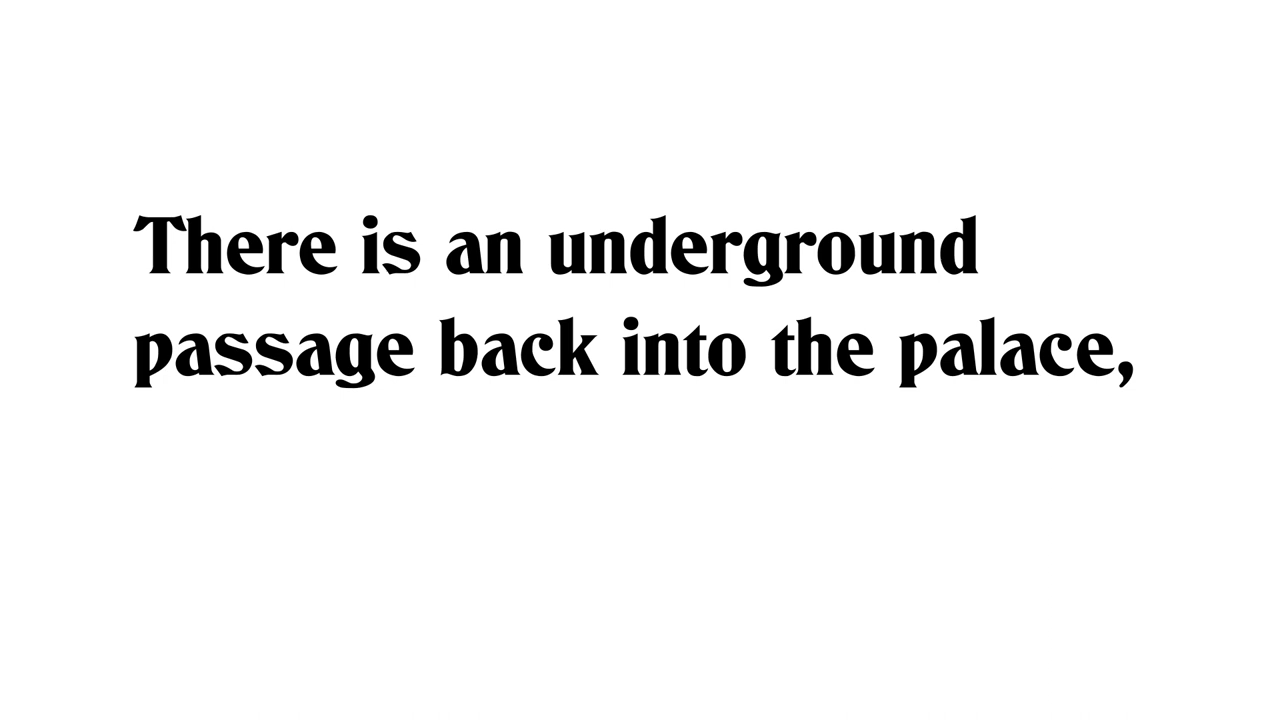 There is an underground
passage back into the palace,